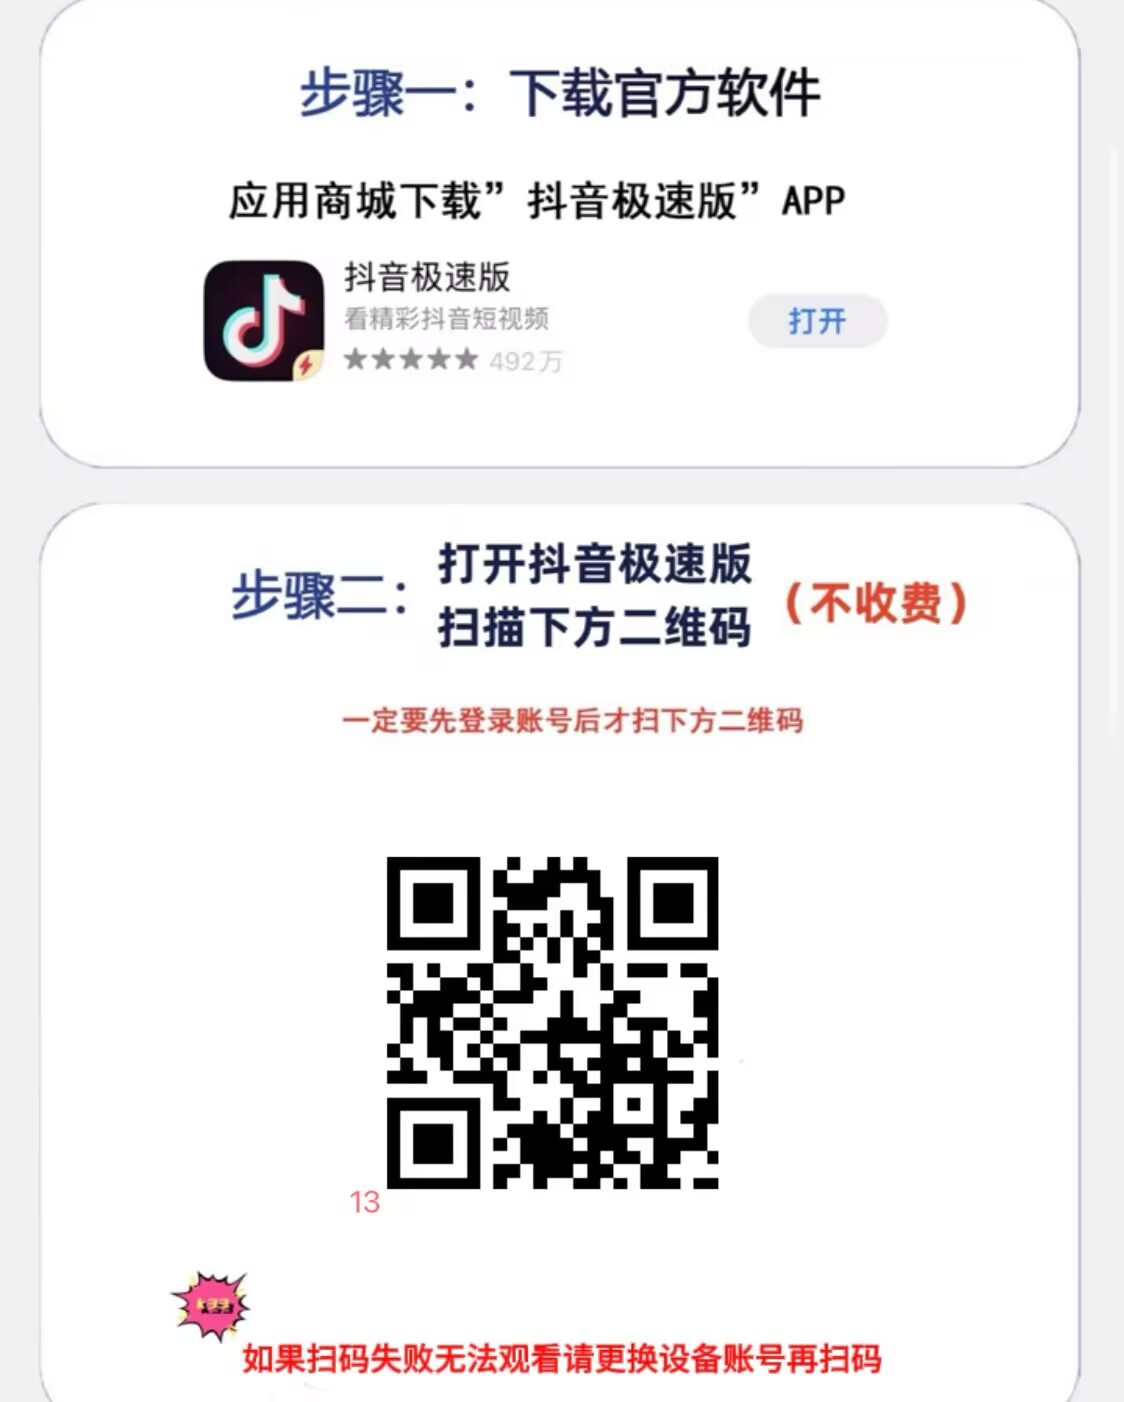 步骤一：下载官方软件
应用商城下载”抖音极速版”APP
抖音极速版
看精彩抖音短视频
492万
打开
步骤二：
打开抖音极速版
扫描下方二维码
（不收费）
一定要先登录账号后才扫下方二维码
13
如果扫码失败无法观看请更换设备账号再扫码